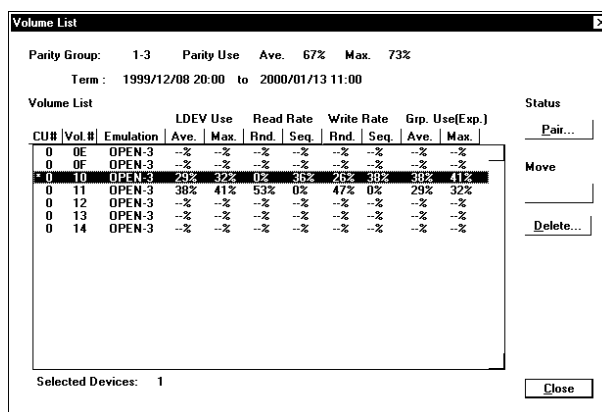 Volume List
Parity Group: 1-3 Parity Use Ave. 67% Max. 73%
Term : 1999/12/08 20:00 to 2000/01/13 11:00
Volume List
LDEV Use Read Rate Write Rate Grp. Use(Exp.)
CU# Vol.# Emulation Ave. Max. Rnd. Seq. Rnd. Seq. Ave. Max.
0 0E OPEN-3 --% --% --% --% --% --% --% --%
0 0F OPEN-3 --% --% --% --% --% --% --% --%
* 0 10 OPEN-3 29% 32% 0% 36% 26% 38% 38% 41%
0 11 OPEN-3 38% 41% 53% 0% 47% 0% 29% 32%
0 12 OPEN-3 --% --% --% --% --% --% --% --%
0 13 OPEN-3 --% --% --% --% --% --% --% --%
0 14 OPEN-3 --% --% --% --% --% --% --% --%
Selected Devices: 1
Status
Pair...
Move
Delete...
Close